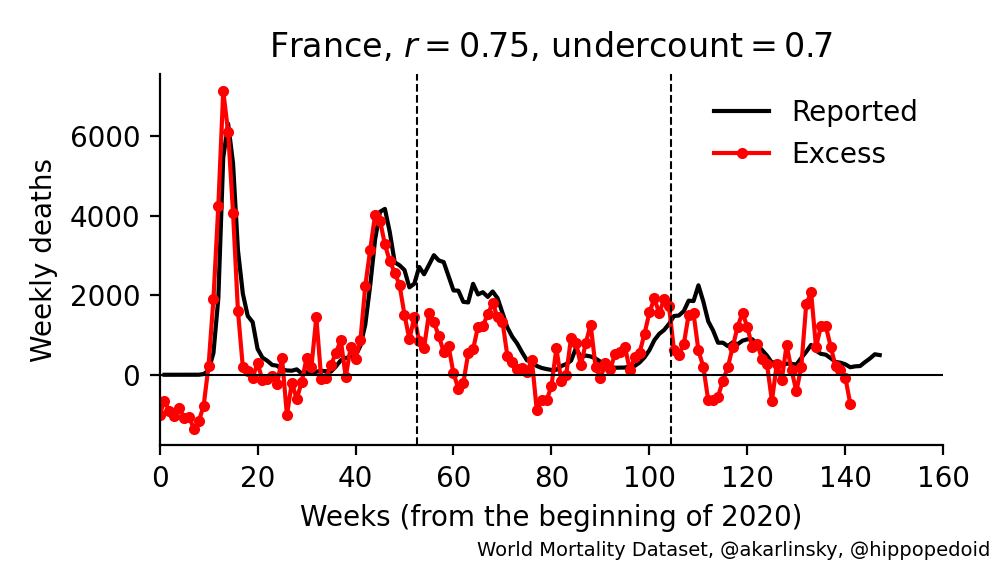 France, r = 0.75, undercount = 0.7
Reported
Excess
Weekly deaths
6000
4000
2000
0
0 20 40 60 80 100 120 140 160
Weeks (from the beginning of 2020)
World Mortality Dataset, @akarlinsky, @hippopedoid